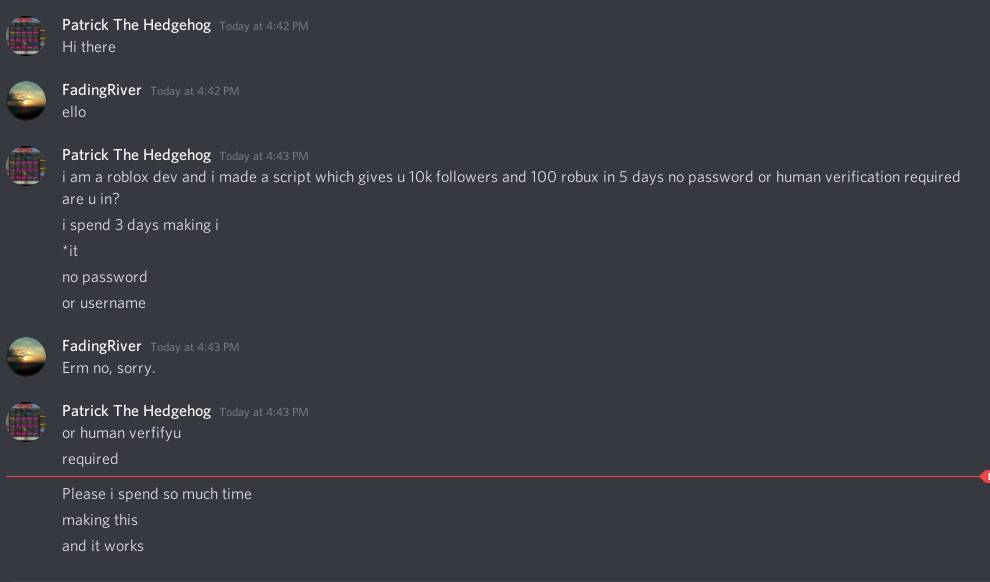 Patrick The Hedgehog Today at 4:42 PM
Hi there
FadingRiver Today at 4:42 PM
ello
Patrick The Hedgehog Today at 4:43 PM
i am a roblox dev and i made a script which gives u 10k followers and 100 robux in 5 days no password or human verification required
are u in?
i spend 3 days making i
*it
no password
or username
FadingRiver Today at 4:43 PM
Erm no, sorry.
Patrick The Hedgehog Today at 4:43 PM
or human verfifyu
required
Please i spend so much time
making this
and it works